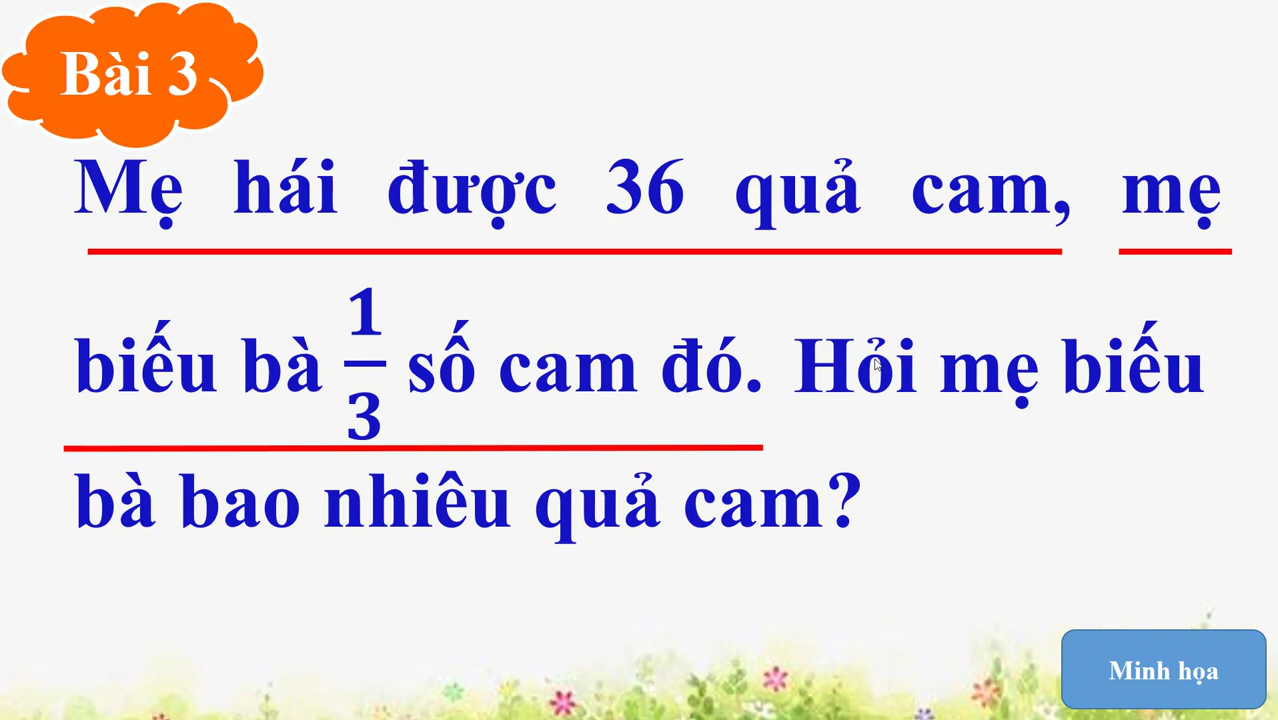 Bài 3
Mẹ hái được 36 quả cam, mẹ
biếu bà 1/3 số cam đó. Hỏi mẹ biếu
bà bao nhiêu quả cam?
Minh họa